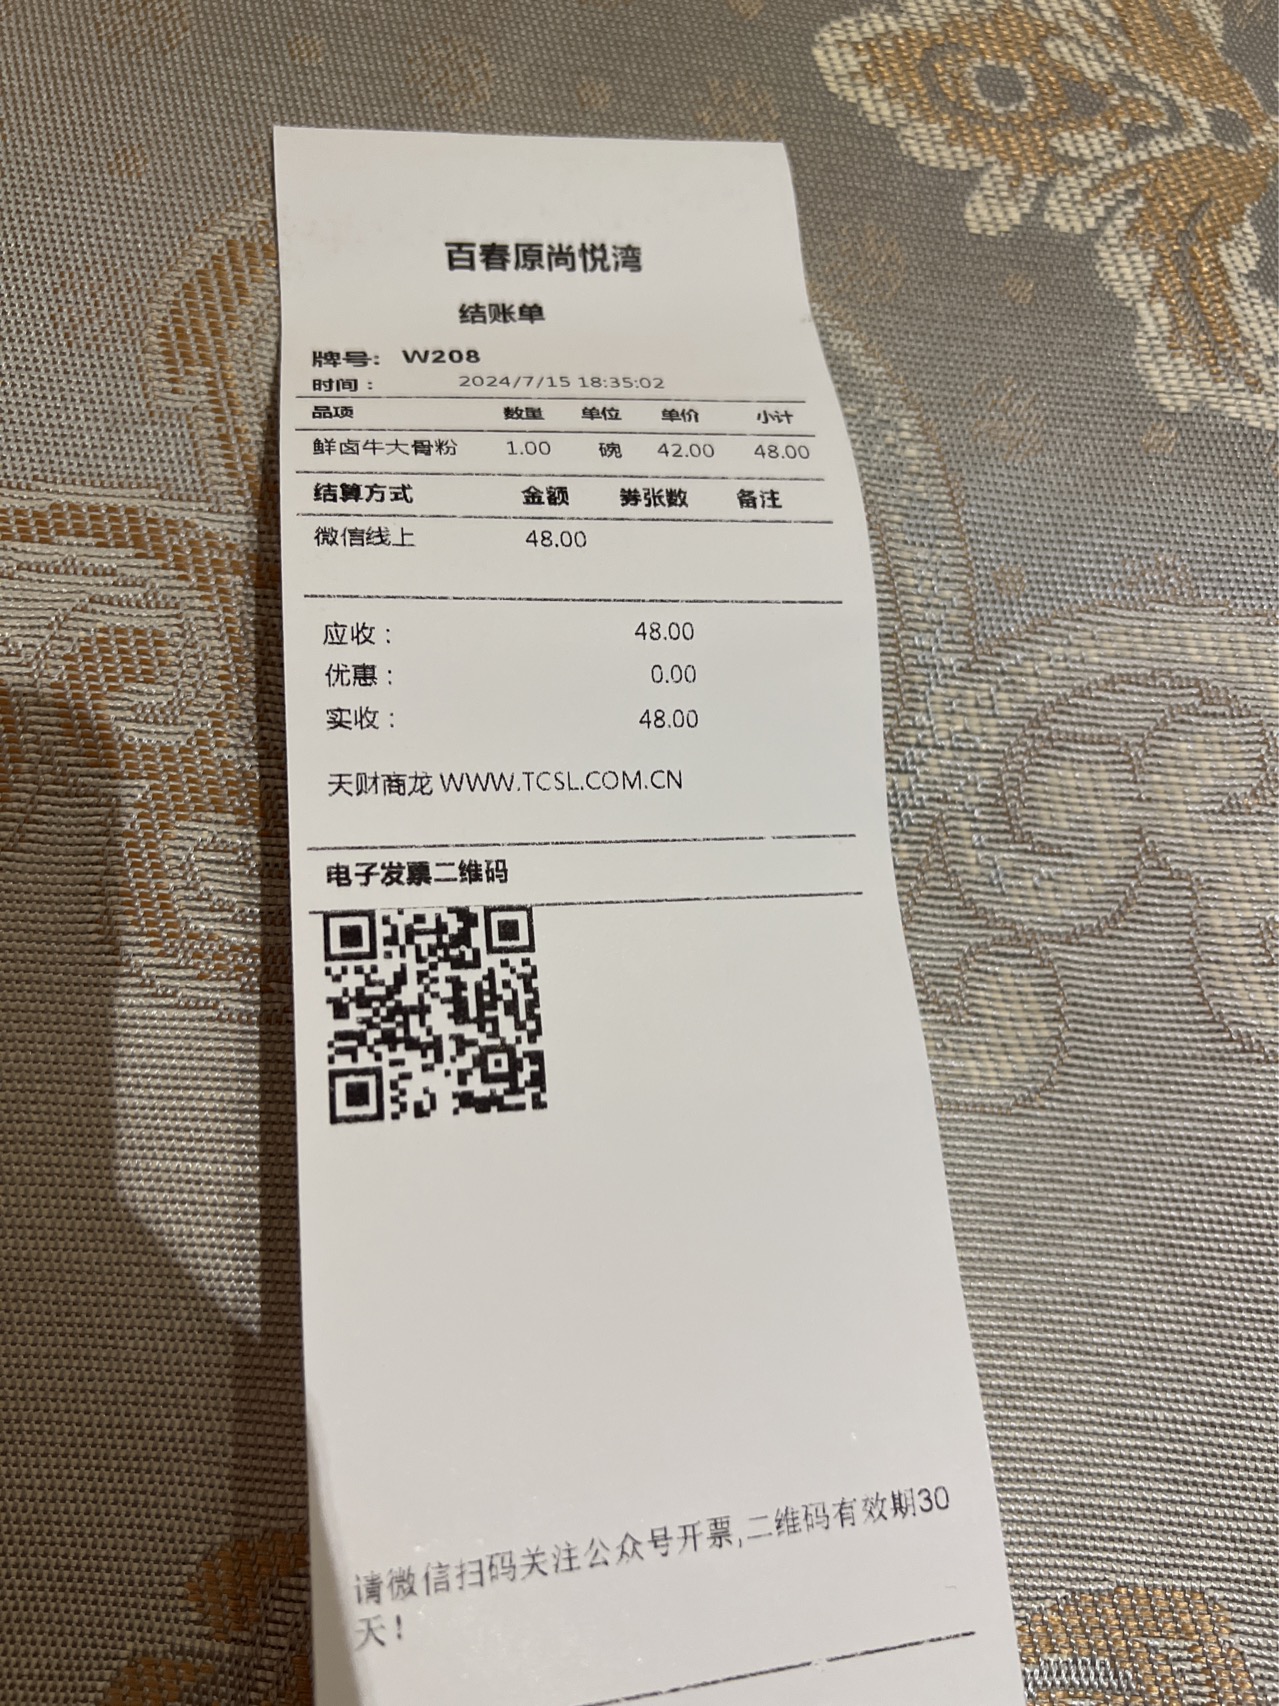 百春原尚悦湾
结账单
牌号: W208
时间: 2024/7/15 18:35:02
品项 数量 单位 单价 小计
鲜卤牛大骨粉 1.00 碗 42.00 48.00
结算方式 金额 券张数 备注
微信线上 48.00
应收: 48.00
优惠: 0.00
实收: 48.00
天财商龙 WWW.TCSL.COM.CN
电子发票二维码
请微信扫码关注公众号开票,二维码有效期30
天!